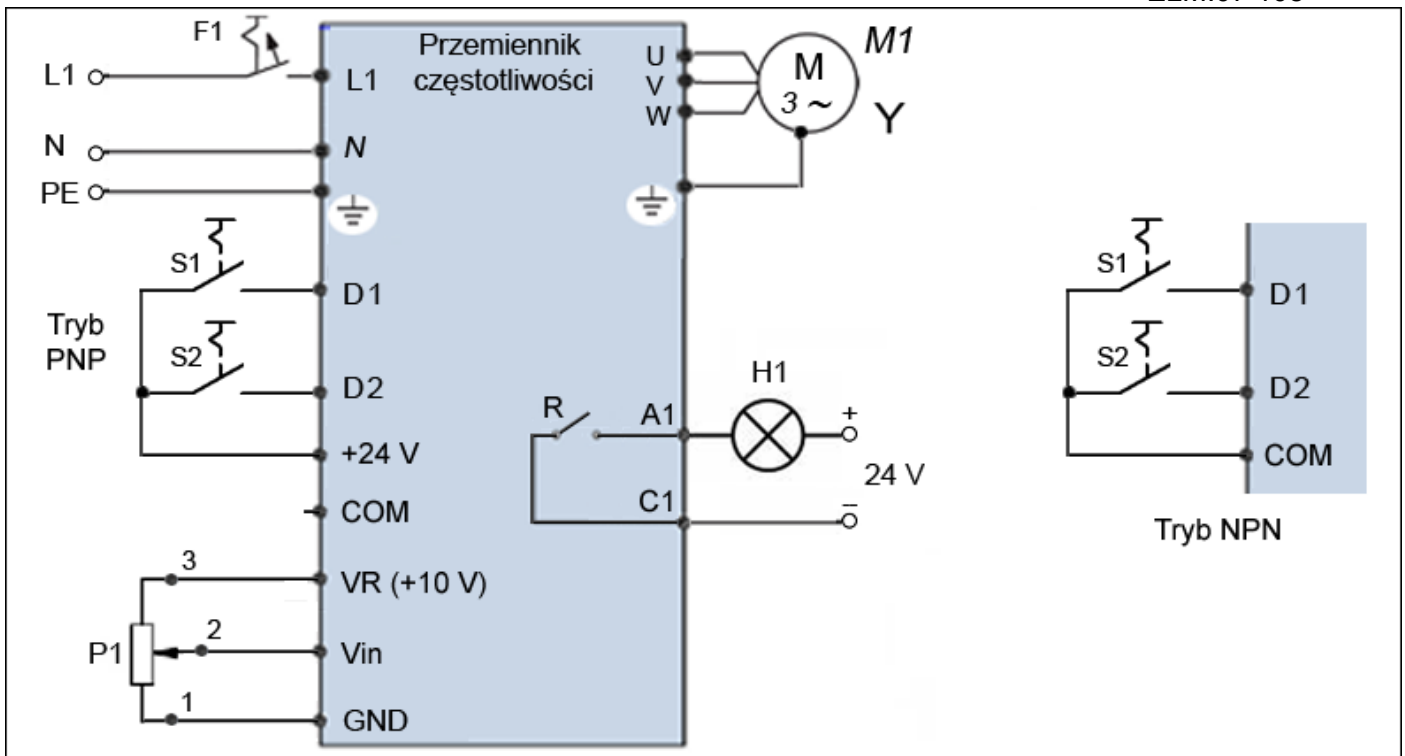 F1
Przemiennik
częstotliwości
L1
L1
N
N
PE
U
V
W
M
3 ~
M1
Y
Tryb
PNP
S1
D1
S2
D2
+24 V
COM
R
A1
C1
H1
+
24 V
–
3
VR (+10 V)
P1
2
Vin
1
GND
S1
D1
S2
D2
COM
Tryb NPN